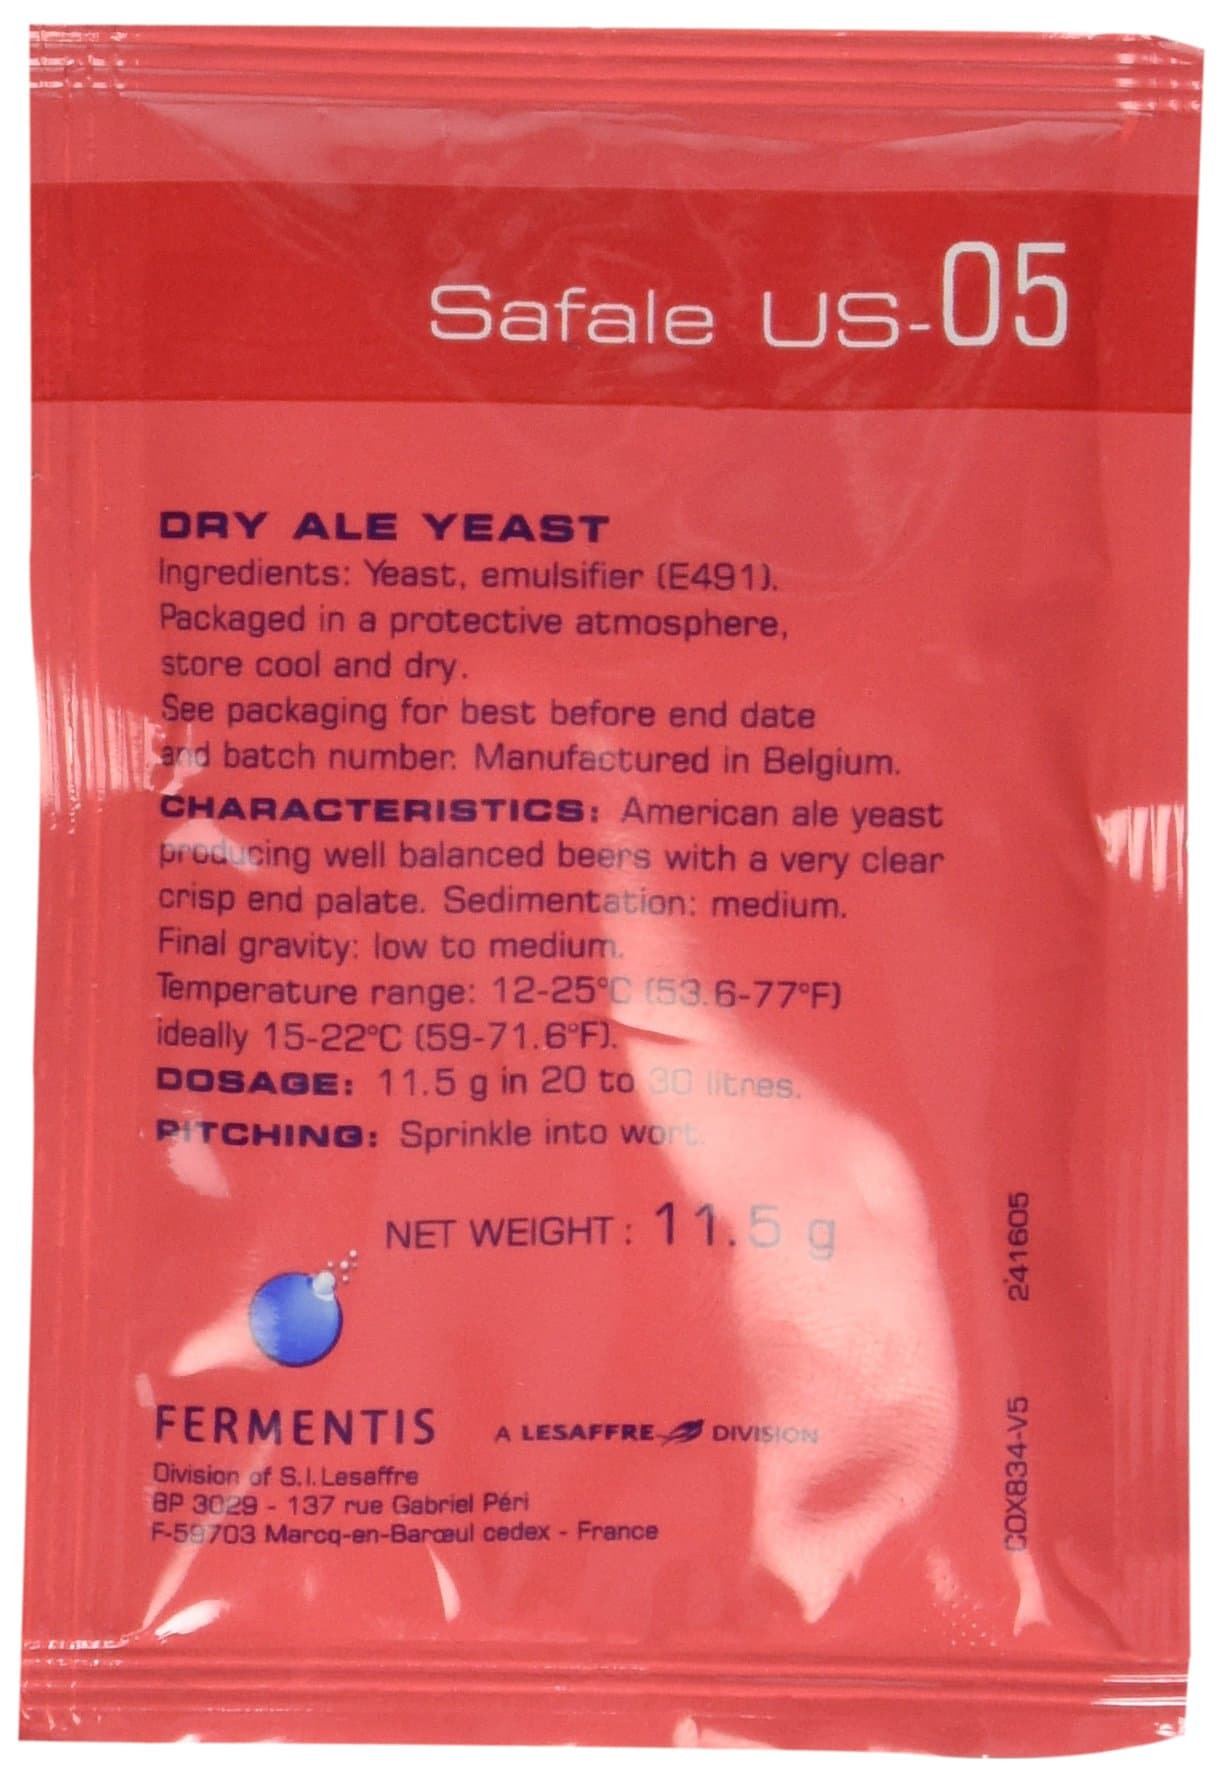 Safale US-05
DRY ALE YEAST
Ingredients: Yeast, emulsifier (E491).
Packaged in a protective atmosphere,
store cool and dry.
See packaging for best before end date
and batch number. Manufactured in Belgium.
CHARACTERISTICS: American ale yeast
producing well balanced beers with a very clear
crisp end palate. Sedimentation: medium.
Final gravity: low to medium.
Temperature range: 12-25°C (53.6-77°F)
ideally 15-22°C (59-71.6°F).
DOSAGE: 11.5 g in 20 to 30 litres.
PITCHING: Sprinkle into wort.
NET WEIGHT : 11.5 g
FERMENTIS A LESAFFRE DIVISION
Division of S.I.Lesaffre
BP 3029 - 137 rue Gabriel Péri
F-59703 Marcq-en-Barœul cedex - France
241605
COX834-V5